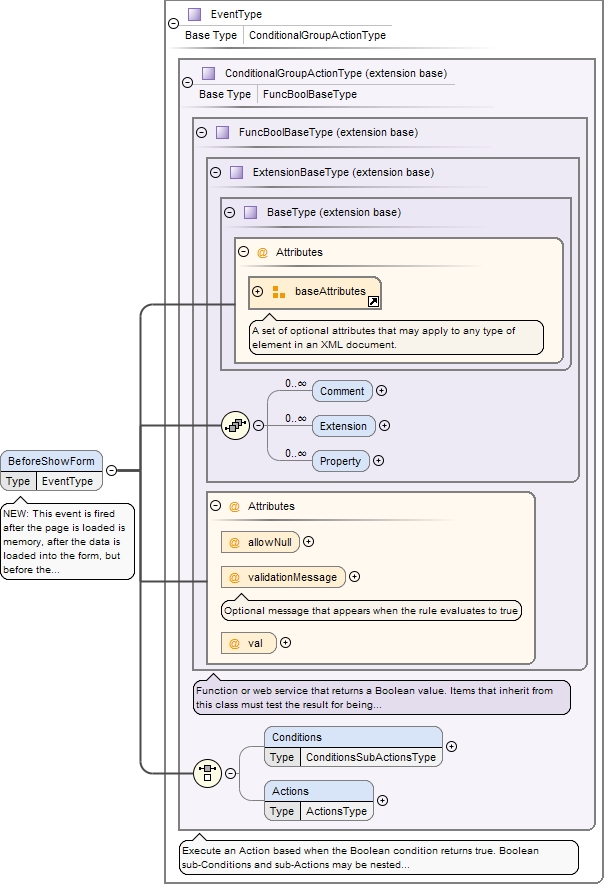 EventType
Base Type ConditionalGroupActionType
ConditionalGroupActionType (extension base)
Base Type FuncBoolBaseType
FuncBoolBaseType (extension base)
ExtensionBaseType (extension base)
BaseType (extension base)
@ Attributes
baseAttributes
A set of optional attributes that may apply to any type of
element in an XML document.
0..∞ Comment
0..∞ Extension
0..∞ Property
BeforeShowForm
Type EventType
NEW: This event is fired
after the page is loaded is
memory, after the data is
loaded into the form, but
before the...
@ Attributes
@ allowNull
@ validationMessage
Optional message that appears when the rule evaluates to true
@ val
Function or web service that returns a Boolean value. Items that inherit from
this class must test the result for being...
Conditions
Type ConditionsSubActionsType
Actions
Type ActionsType
Execute an Action based when the Boolean condition returns true. Boolean
sub-Conditions and sub-Actions may be nested...